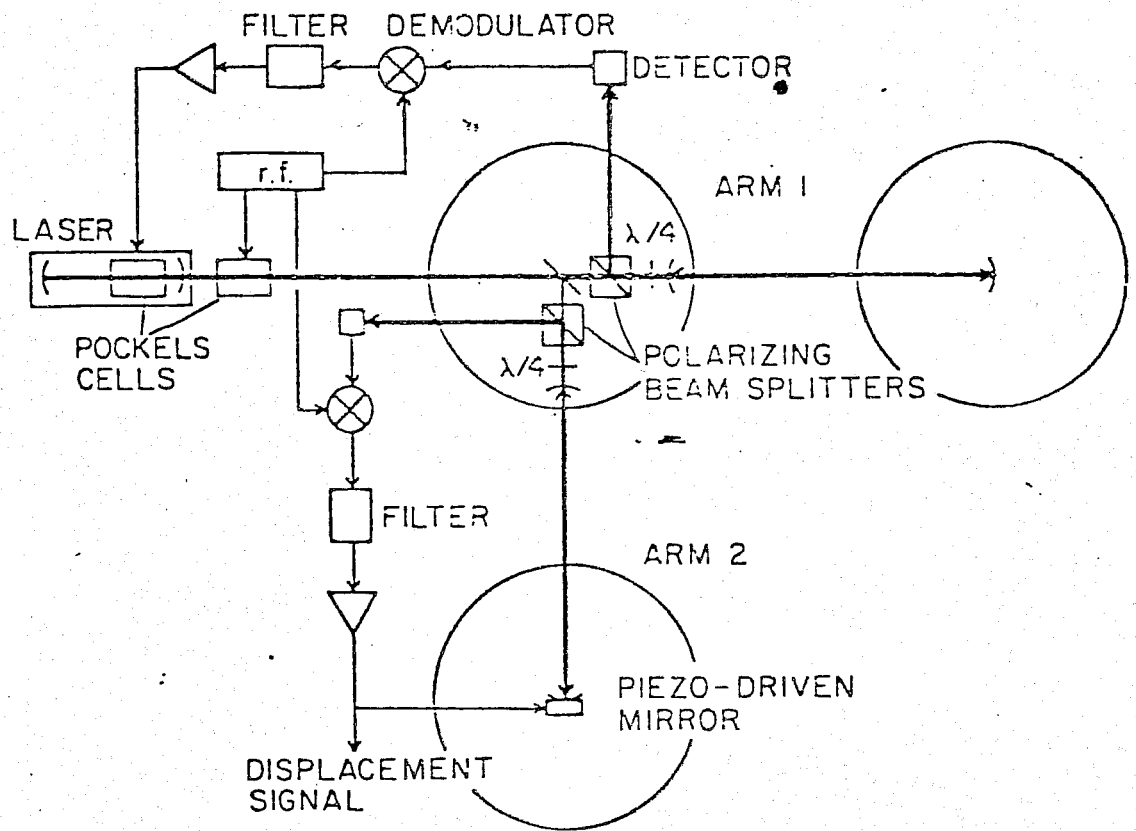 FILTER DEMODULATOR
DETECTOR
r.f.
ARM 1
LASER
λ/4
POCKELS
CELLS
POLARIZING
BEAM SPLITTERS
λ/4
FILTER
ARM 2
PIEZO-DRIVEN
MIRROR
DISPLACEMENT
SIGNAL